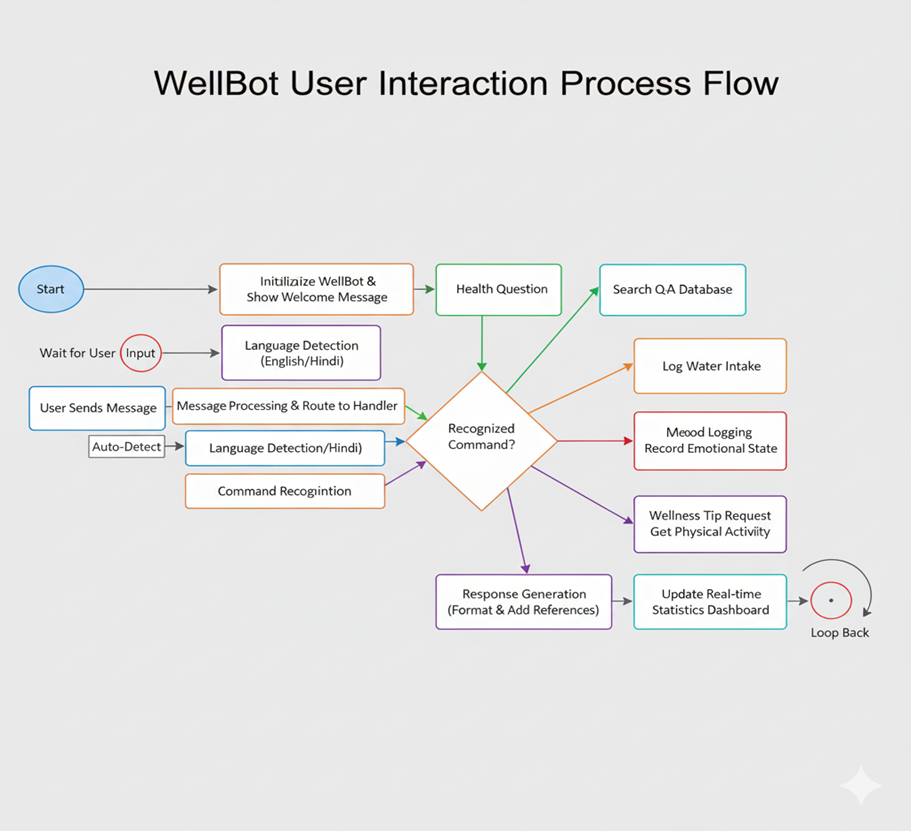 WellBot User Interaction Process Flow
Start
Initilizaize WellBot &
Show Welcome Message
Health Question
Search Q-A Database
Wait for User Input
Language Detection
(English/Hindi)
Log Water Intake
User Sends Message
Message Processing & Route to Handler
Recognized
Command?
Meood Logging
Record Emotional State
Auto-Detect
Language Detection/Hindi)
Command Recogintion
Wellness Tip Request
Get Physical Activiity
Response Generation
(Format & Add References)
Update Real-time
Statistics Dashboard
Loop Back